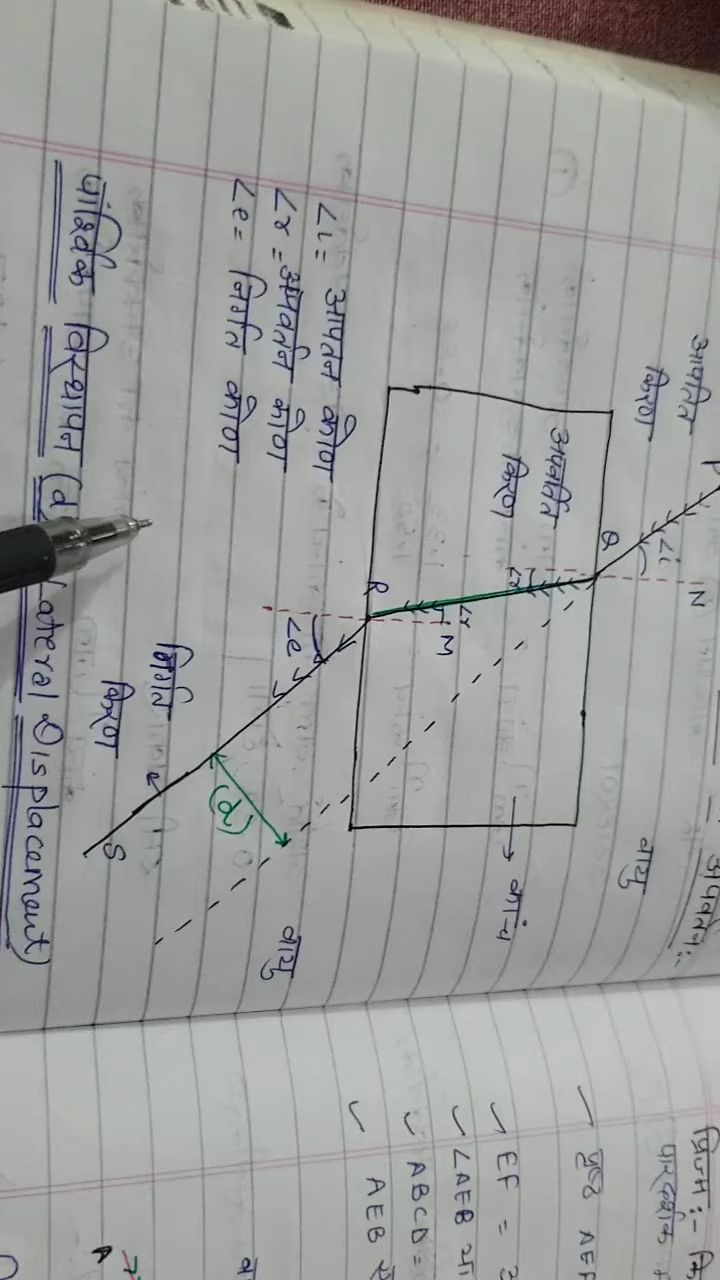 अपवर्तन:-
P
आपतित
किरण
∠i
N
वायु
Q
अपवर्तित
किरण
∠r
∠r
M
→ कांच
R
∠e
∠i = आपतन कोण
∠r = अपवर्तन कोण
∠e = निर्गत कोण
(d)
वायु
निर्गत
किरण
S
पार्श्विक विस्थापन (d) Lateral Displacement)
प्रिज्म:-
पारदर्शक
पृष्ठ AEF
EF =
∠AEB
ABCD =
AEB
A